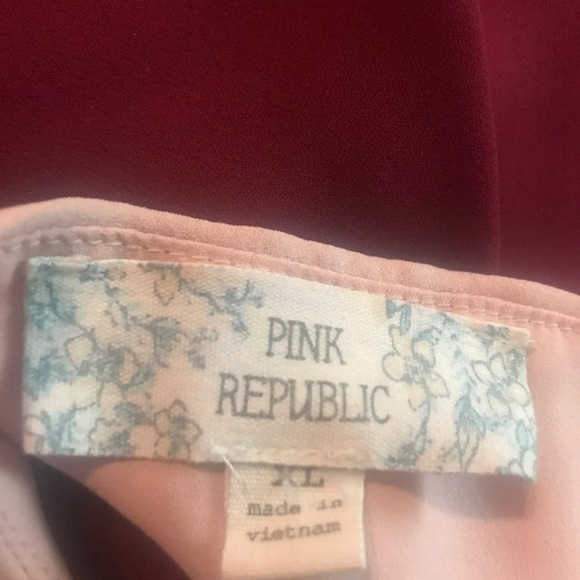 PINK
REPUBLIC
XL
made in
vietnam